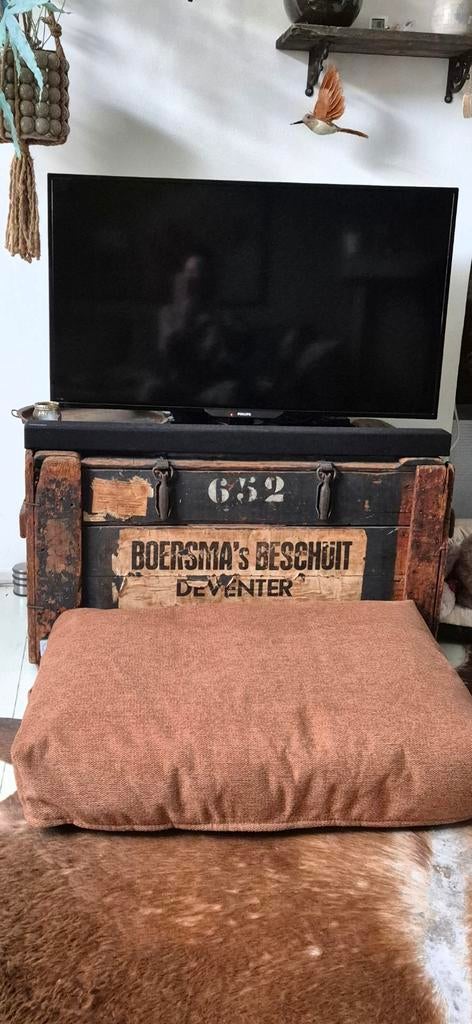 PHILIPS
652
BOERSMA's BESCHUIT
DEVENTER